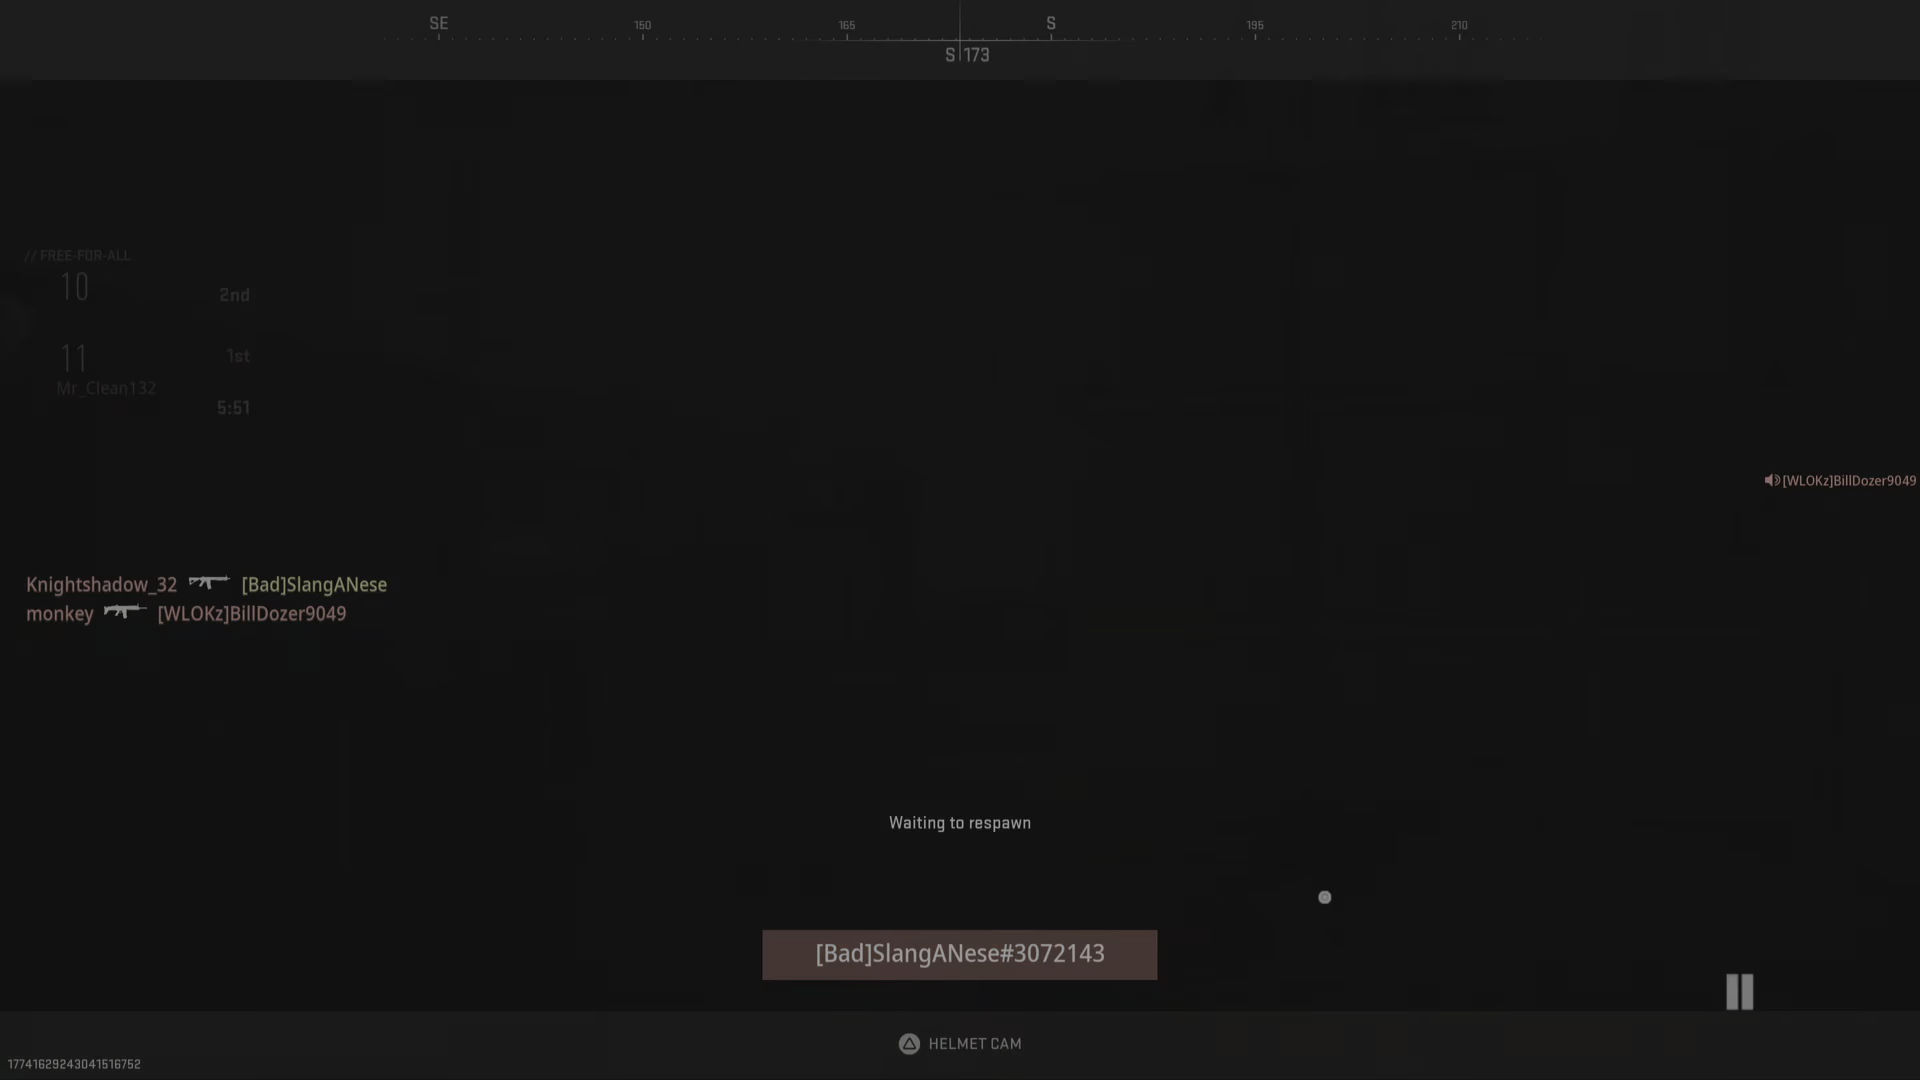 SE 150 165 S 195 210
S 173
// FREE-FOR-ALL
10 2nd
11 1st
Mr_Clean132
5:51
[WLOKz]BillDozer9049
Knightshadow_32 [Bad]SlangANese
monkey [WLOKz]BillDozer9049
Waiting to respawn
[Bad]SlangANese#3072143
HELMET CAM
17741629243041516752